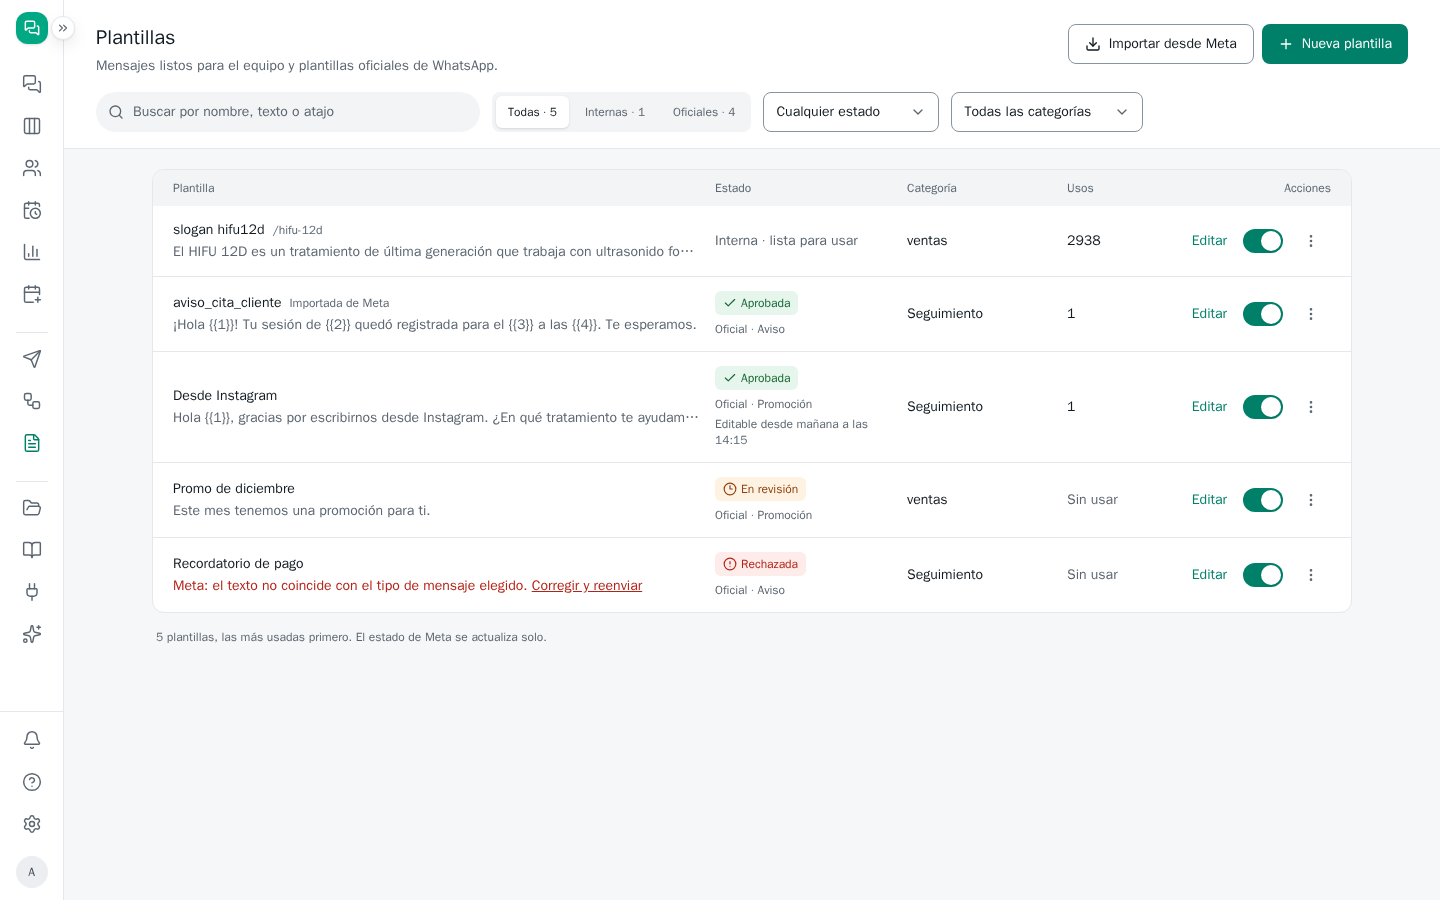 Plantillas
Mensajes listos para el equipo y plantillas oficiales de WhatsApp.
Importar desde Meta
Nueva plantilla
Buscar por nombre, texto o atajo
Todas · 5
Internas · 1
Oficiales · 4
Cualquier estado
Todas las categorías
Plantilla
Estado
Categoría
Usos
Acciones
slogan hifu12d /hifu-12d
El HIFU 12D es un tratamiento de última generación que trabaja con ultrasonido fo···
Interna · lista para usar
ventas
2938
Editar
aviso_cita_cliente Importada de Meta
¡Hola {{1}}! Tu sesión de {{2}} quedó registrada para el {{3}} a las {{4}}. Te esperamos.
Aprobada
Oficial · Aviso
Seguimiento
1
Editar
Desde Instagram
Hola {{1}}, gracias por escribirnos desde Instagram. ¿En qué tratamiento te ayudam···
Aprobada
Oficial · Promoción
Editable desde mañana a las
14:15
Seguimiento
1
Editar
Promo de diciembre
Este mes tenemos una promoción para ti.
En revisión
Oficial · Promoción
ventas
Sin usar
Editar
Recordatorio de pago
Meta: el texto no coincide con el tipo de mensaje elegido. Corregir y reenviar
Rechazada
Oficial · Aviso
Seguimiento
Sin usar
Editar
5 plantillas, las más usadas primero. El estado de Meta se actualiza solo.
A